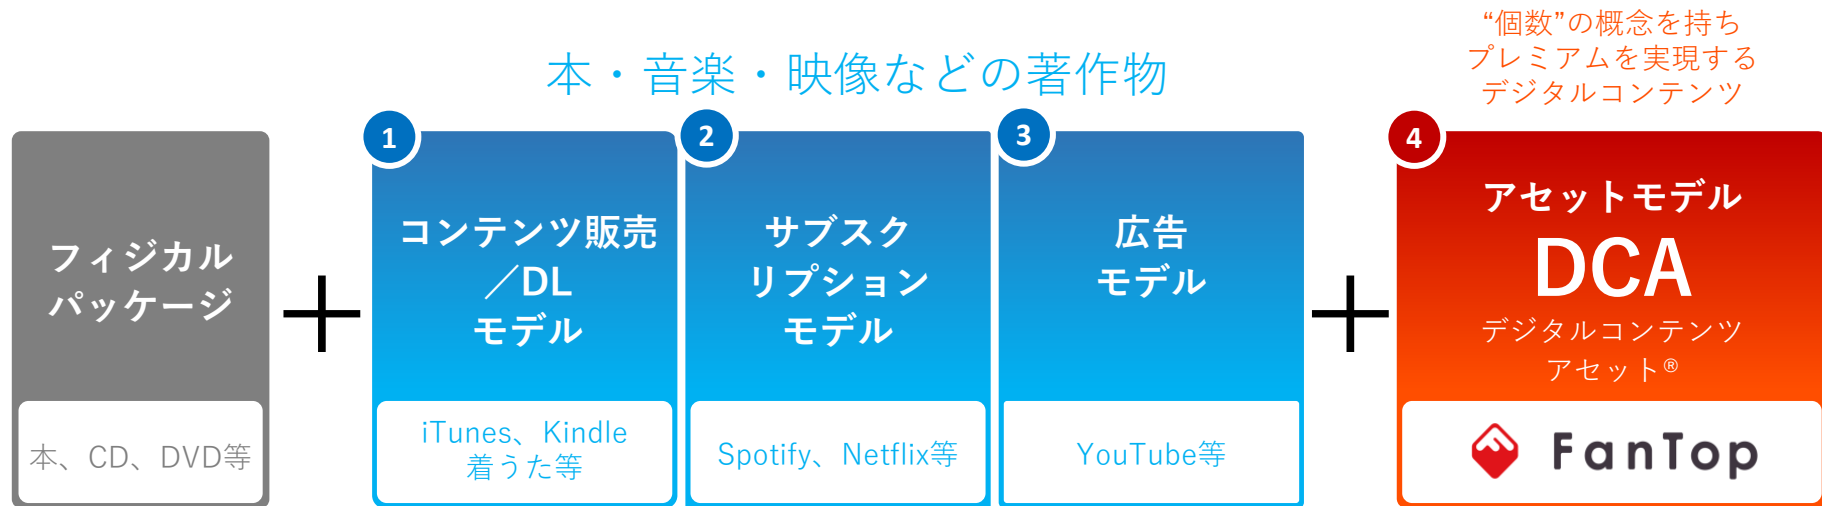 “個数”の概念を持ち
プレミアムを実現する
デジタルコンテンツ
本・音楽・映像などの著作物
フィジカル
パッケージ
本、CD、DVD等
1
コンテンツ販売
／DL
モデル
iTunes、Kindle
着うた等
2
サブスク
リプション
モデル
Spotify、Netflix等
3
広告
モデル
YouTube等
4
アセットモデル
DCA
デジタルコンテンツ
アセット®
FanTop